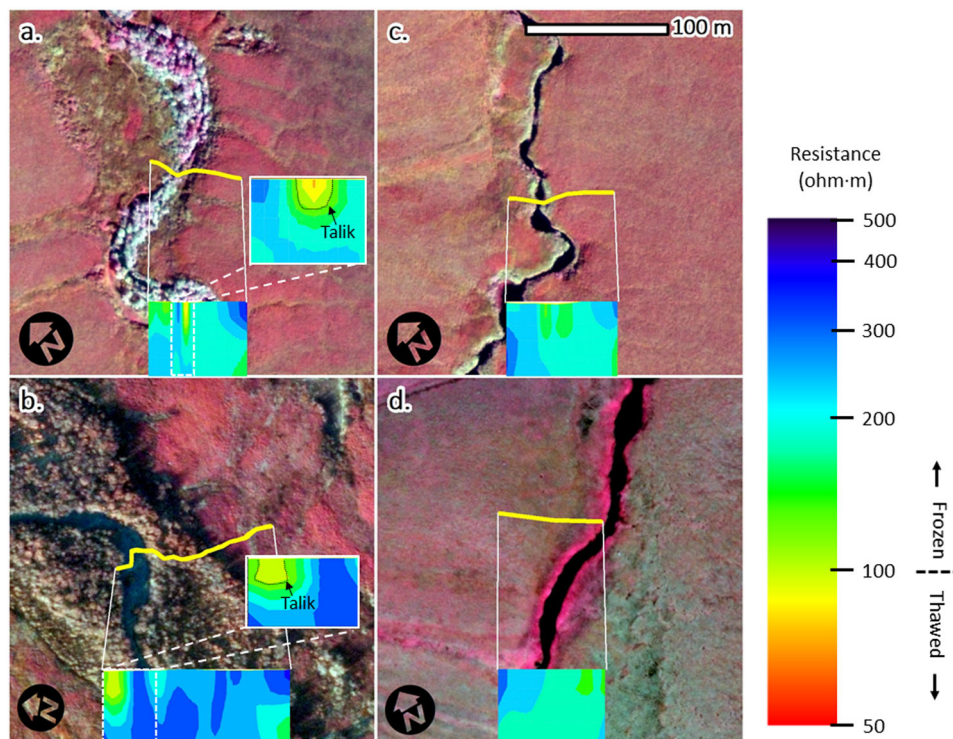 a.
c.
100 m
Talik
N
N
b.
d.
Talik
N
N
Resistance
(ohm·m)
500
400
300
200
100
50
Frozen
Thawed